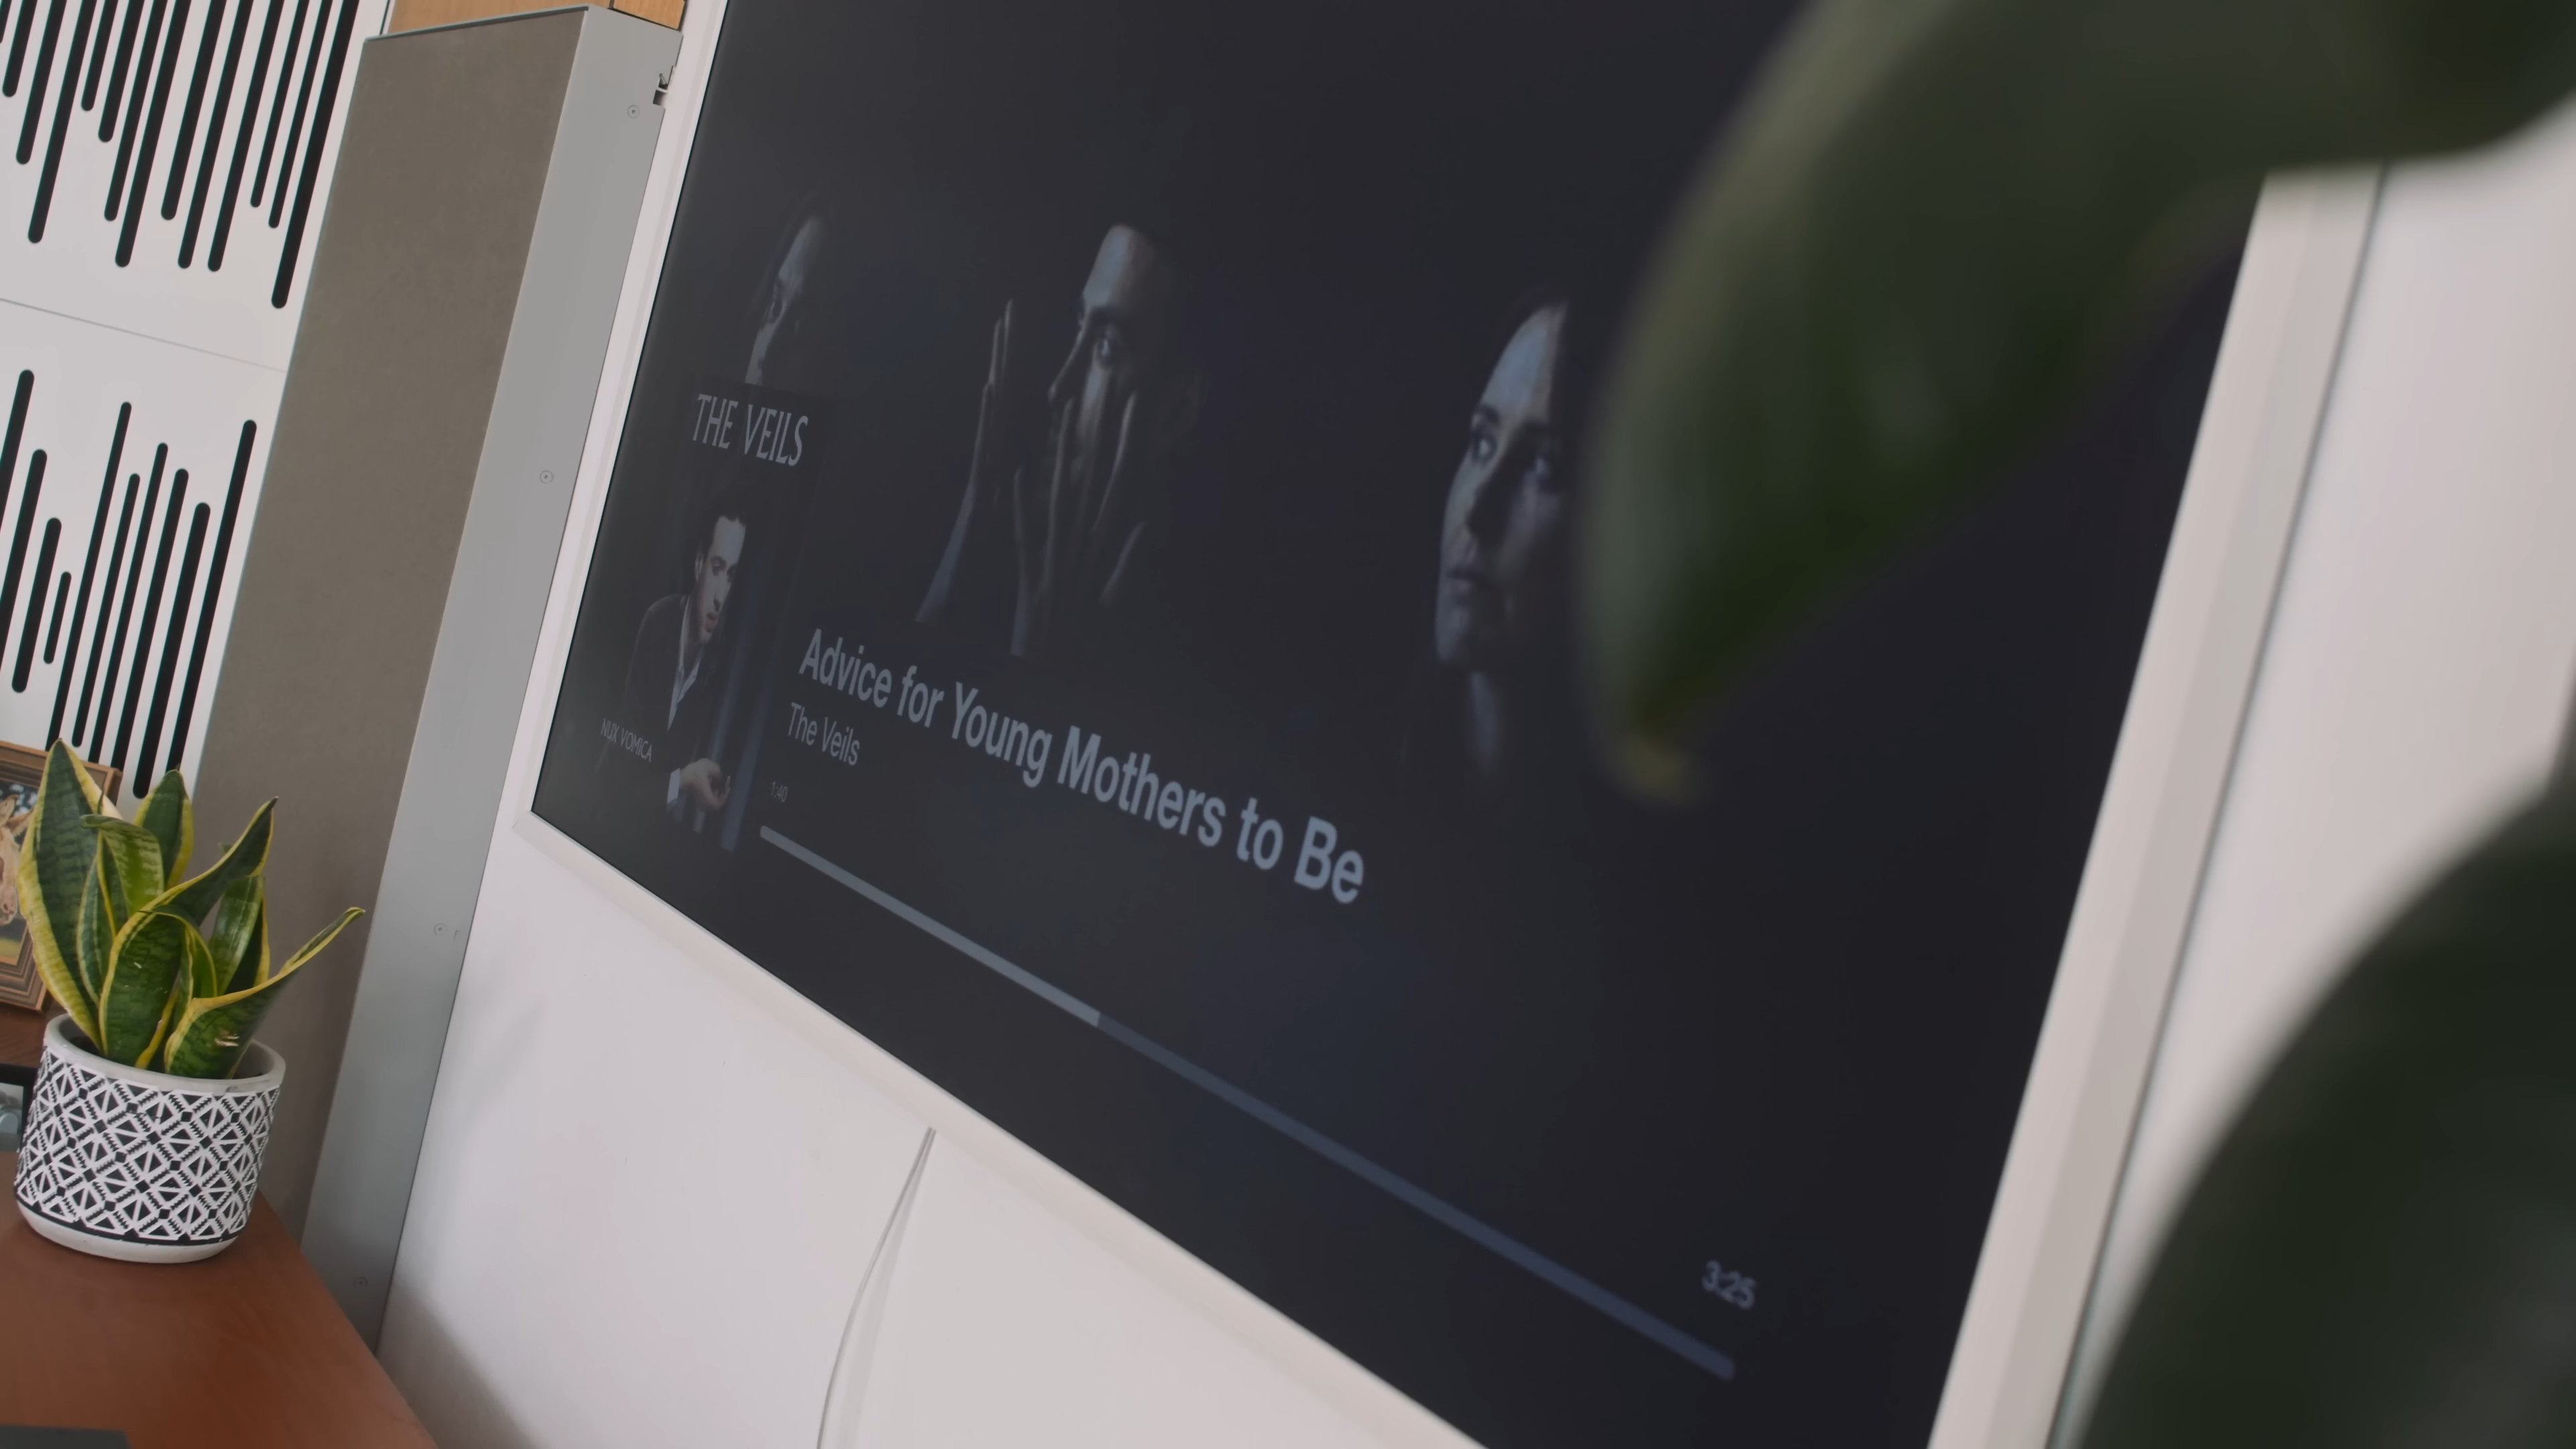 THE VEILS
NUX VOMICA
Advice for Young Mothers to Be
The Veils
1:40
3:25